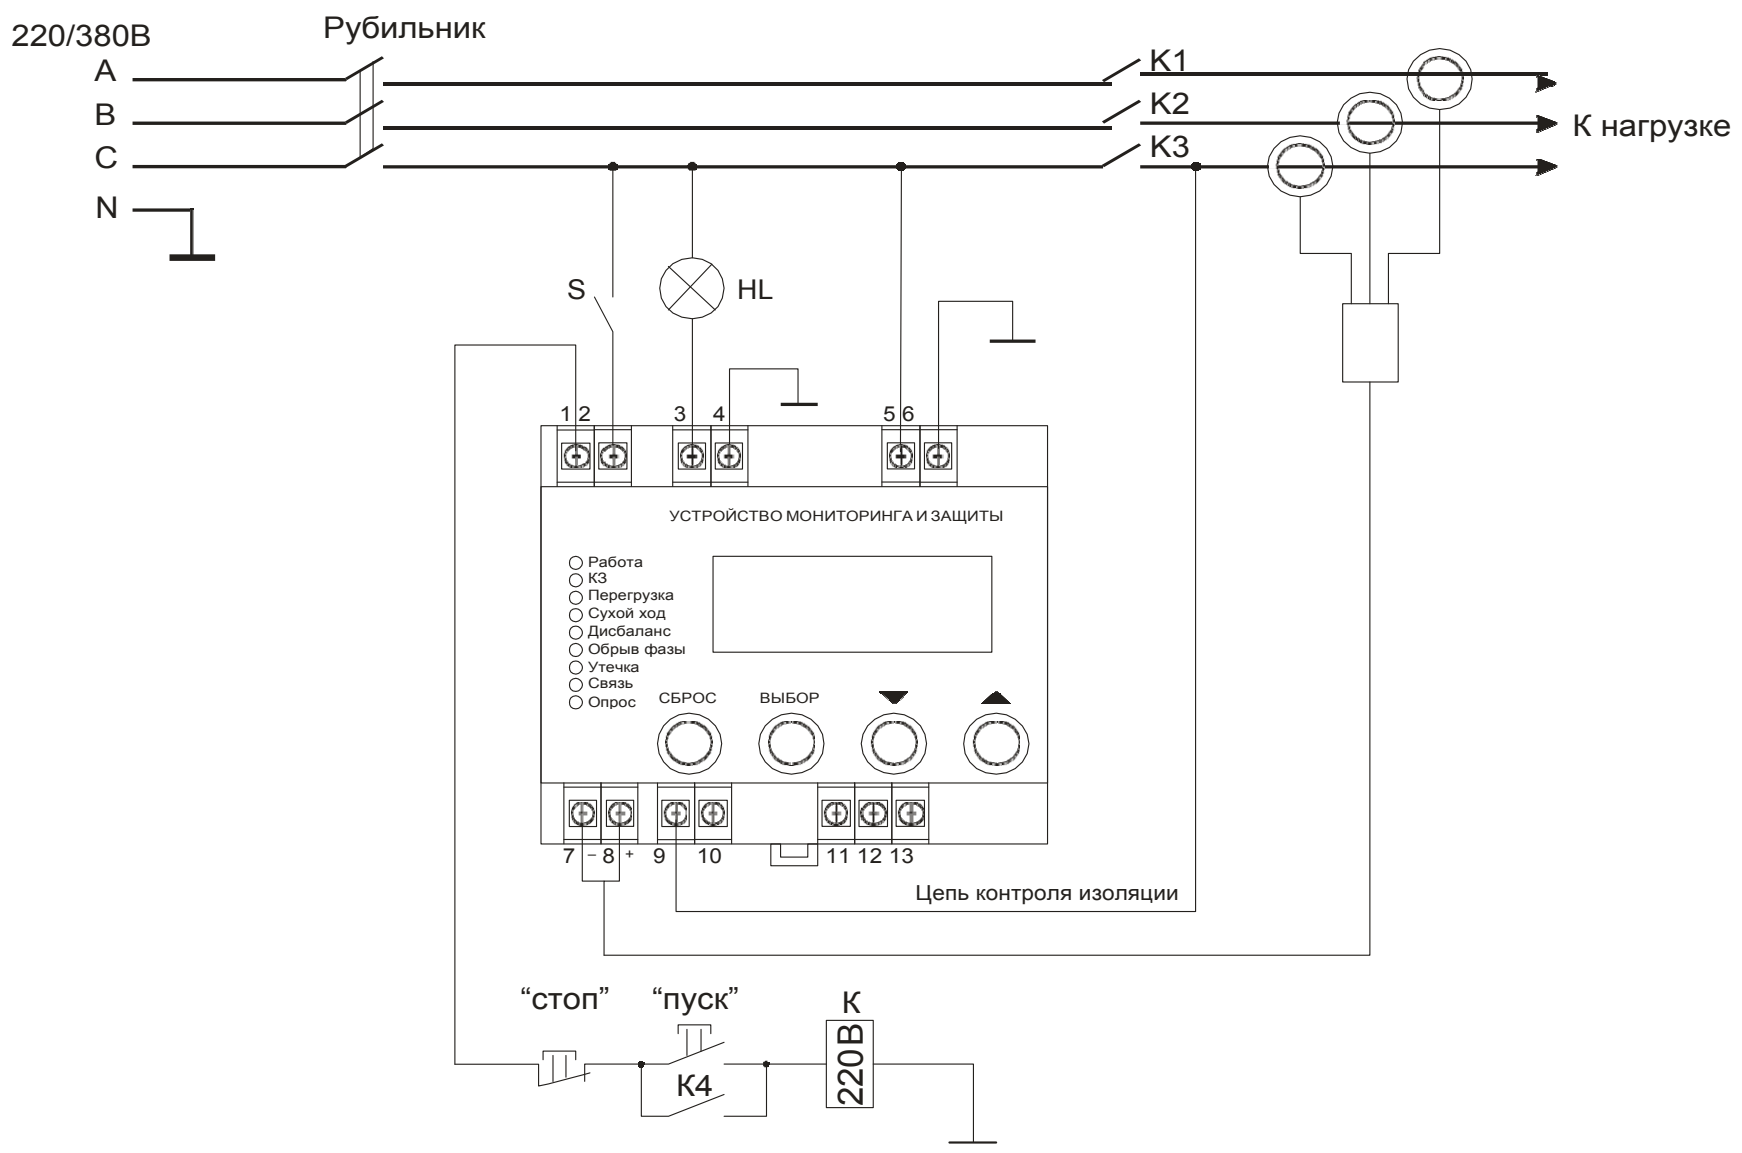 220/380В
Рубильник
A
B
C
N
K1
K2
K3
К нагрузке
S
HL
1 2
3
4
5 6
УСТРОЙСТВО МОНИТОРИНГА И ЗАЩИТЫ
Работа
КЗ
Перегрузка
Сухой ход
Дисбаланс
Обрыв фазы
Утечка
Связь
Опрос
СБРОС
ВЫБОР
7 - 8 +
9
10
11 12 13
Цепь контроля изоляции
“стоп”
“пуск”
К
220В
К4